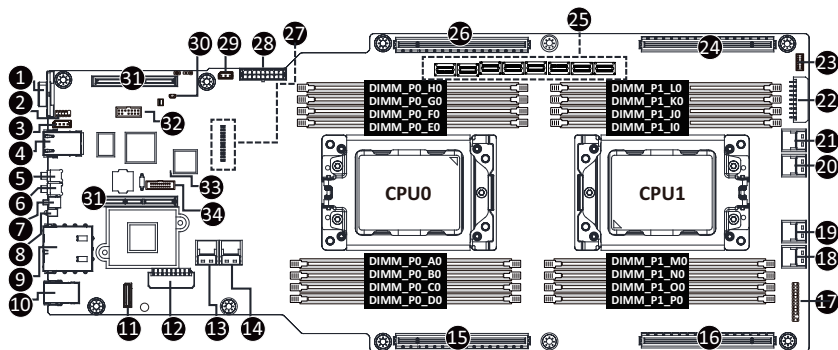 25
27
30 29 28
26
24
23
31
1
2
3
4
32
22
DIMM_P0_H0
DIMM_P0_G0
DIMM_P0_F0
DIMM_P0_E0
DIMM_P1_L0
DIMM_P1_K0
DIMM_P1_J0
DIMM_P1_I0
21
20
5
6
7
8
9
10
33
31
34
CPU0
CPU1
19
18
DIMM_P0_A0
DIMM_P0_B0
DIMM_P0_C0
DIMM_P0_D0
DIMM_P1_M0
DIMM_P1_N0
DIMM_P1_O0
DIMM_P1_P0
17
11
12
13
14
15
16